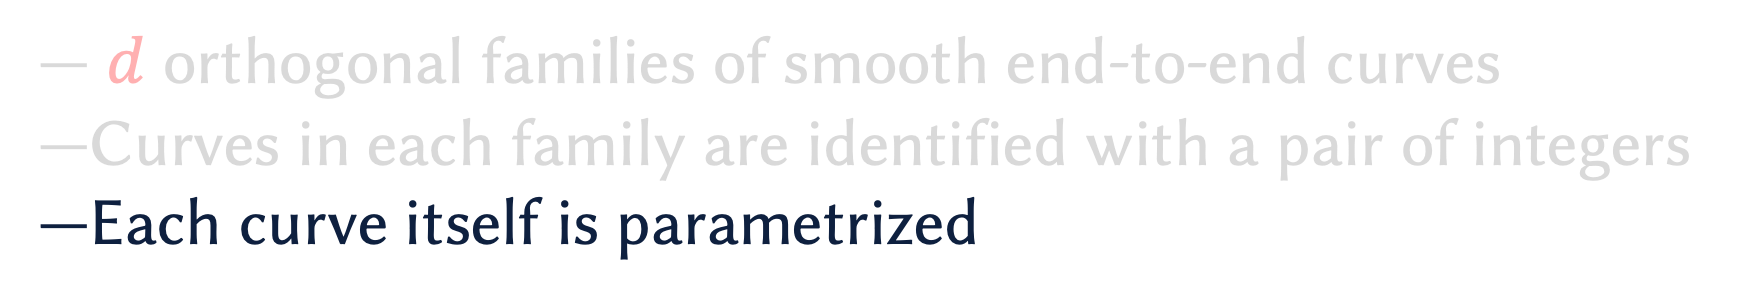 — d orthogonal families of smooth end-to-end curves
—Curves in each family are identified with a pair of integers
—Each curve itself is parametrized